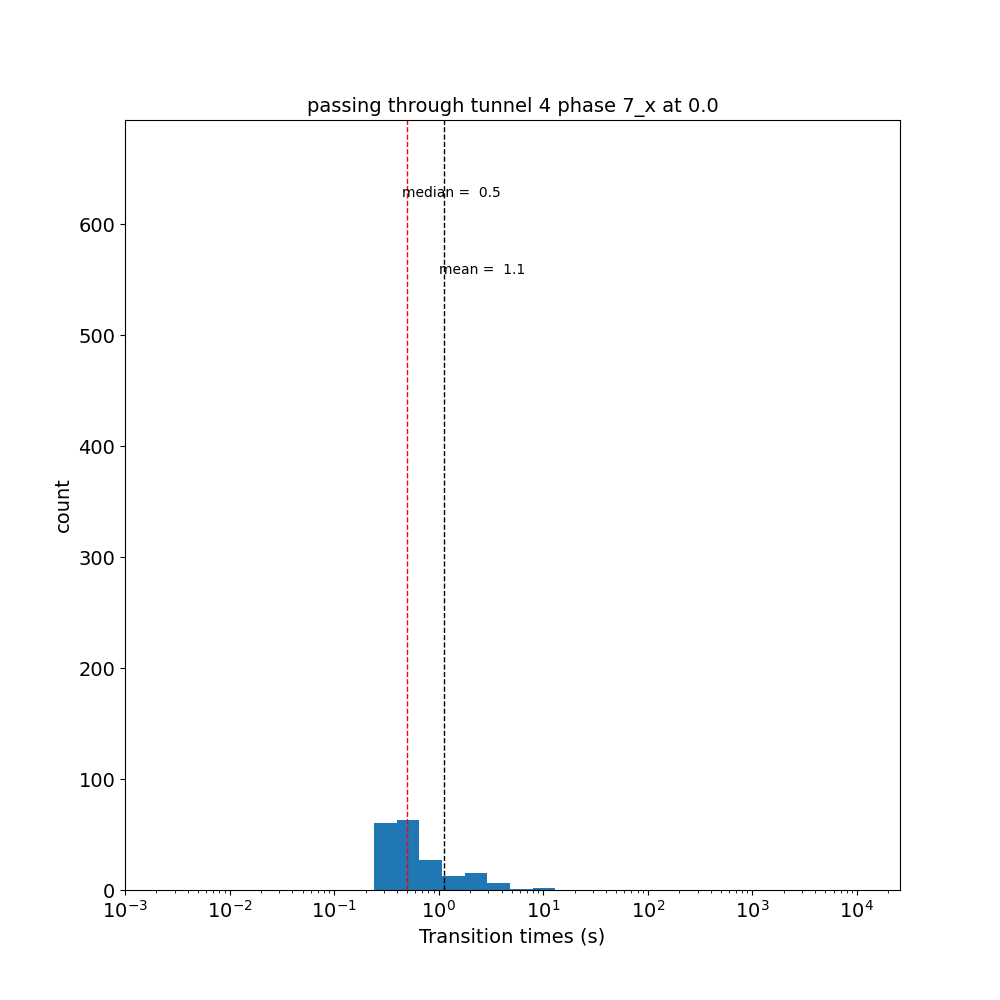 passing through tunnel 4 phase 7_x at 0.0
median =  0.5
mean =  1.1
600
500
400
300
200
100
0
count
10⁻³ 10⁻² 10⁻¹ 10⁰ 10¹ 10² 10³ 10⁴
Transition times (s)